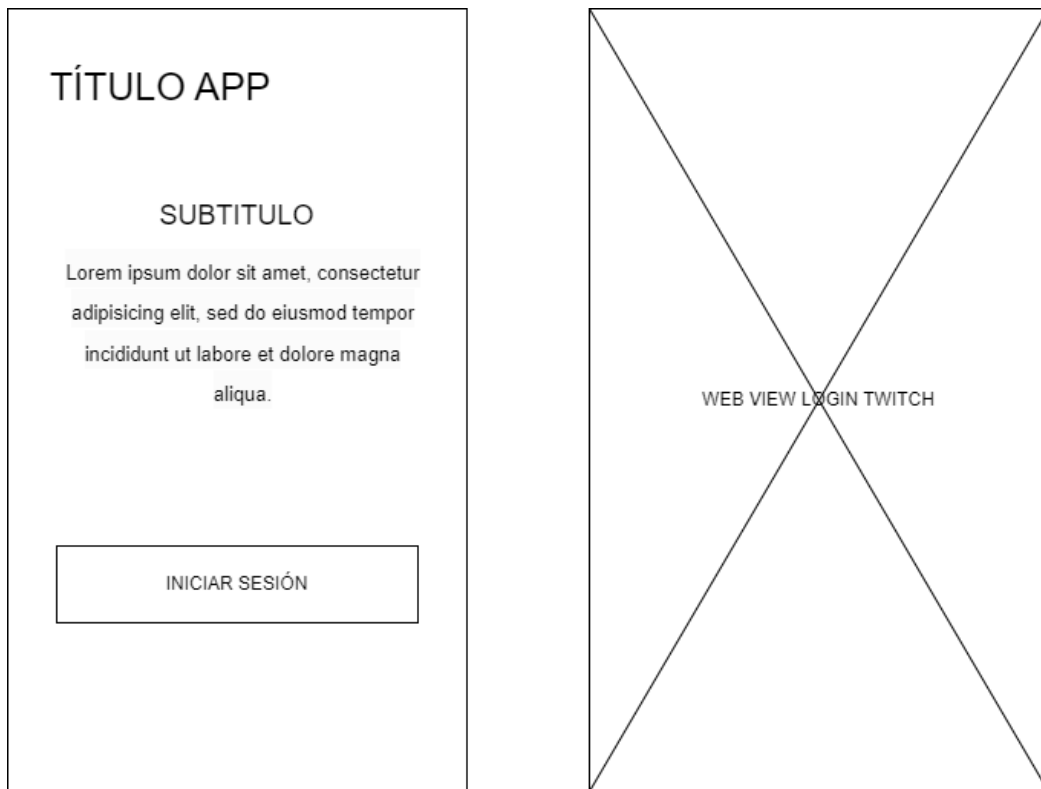 TÍTULO APP
SUBTITULO
Lorem ipsum dolor sit amet, consectetur
adipisicing elit, sed do eiusmod tempor
incididunt ut labore et dolore magna
aliqua.
INICIAR SESIÓN
WEB VIEW LOGIN TWITCH